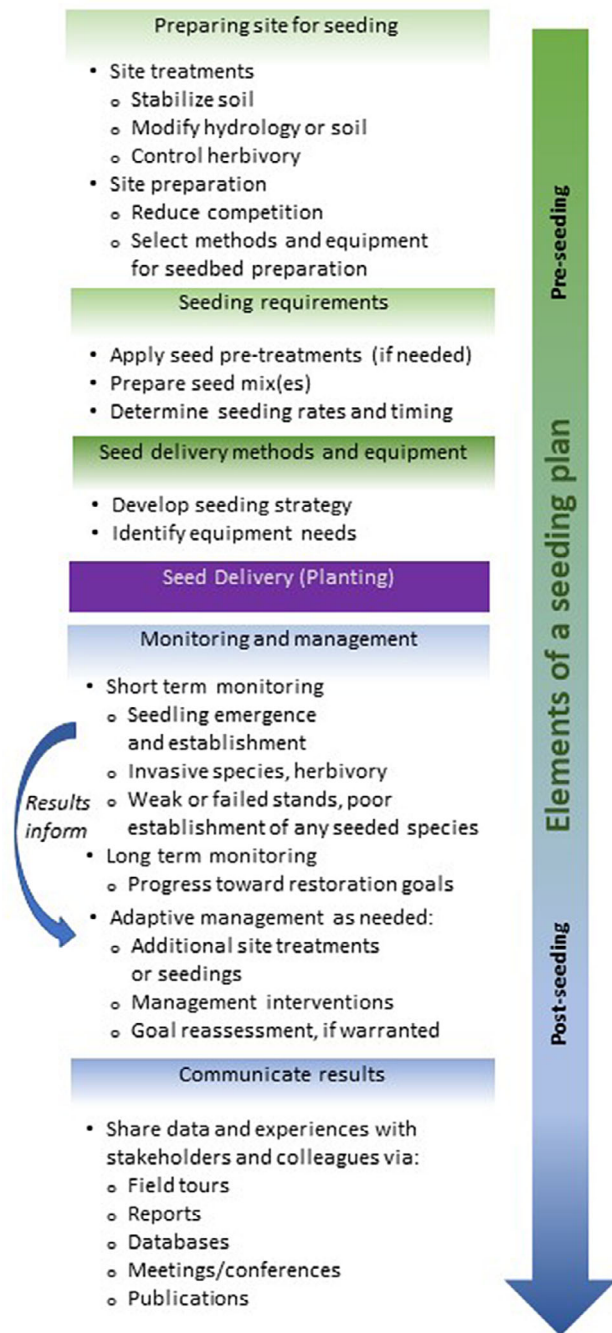 Preparing site for seeding
• Site treatments
o Stabilize soil
o Modify hydrology or soil
o Control herbivory
• Site preparation
o Reduce competition
o Select methods and equipment
for seedbed preparation
Seeding requirements
• Apply seed pre-treatments (if needed)
• Prepare seed mix(es)
• Determine seeding rates and timing
Seed delivery methods and equipment
• Develop seeding strategy
• Identify equipment needs
Seed Delivery (Planting)
Monitoring and management
• Short term monitoring
o Seedling emergence
and establishment
o Invasive species, herbivory
o Weak or failed stands, poor
establishment of any seeded species
• Long term monitoring
o Progress toward restoration goals
• Adaptive management as needed:
o Additional site treatments
or seedings
o Management interventions
o Goal reassessment, if warranted
Results
inform
Communicate results
• Share data and experiences with
stakeholders and colleagues via:
o Field tours
o Reports
o Databases
o Meetings/conferences
o Publications
Pre-seeding
Elements of a seeding plan
Post-seeding